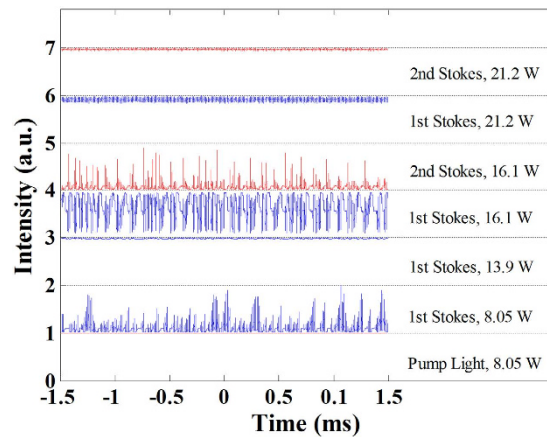 7
6
5
4
3
2
1
0
Intensity (a.u.)
2nd Stokes, 21.2 W
1st Stokes, 21.2 W
2nd Stokes, 16.1 W
1st Stokes, 16.1 W
1st Stokes, 13.9 W
1st Stokes, 8.05 W
Pump Light, 8.05 W
-1.5 -1 -0.5 0 0.5 0.1 1.5
Time (ms)